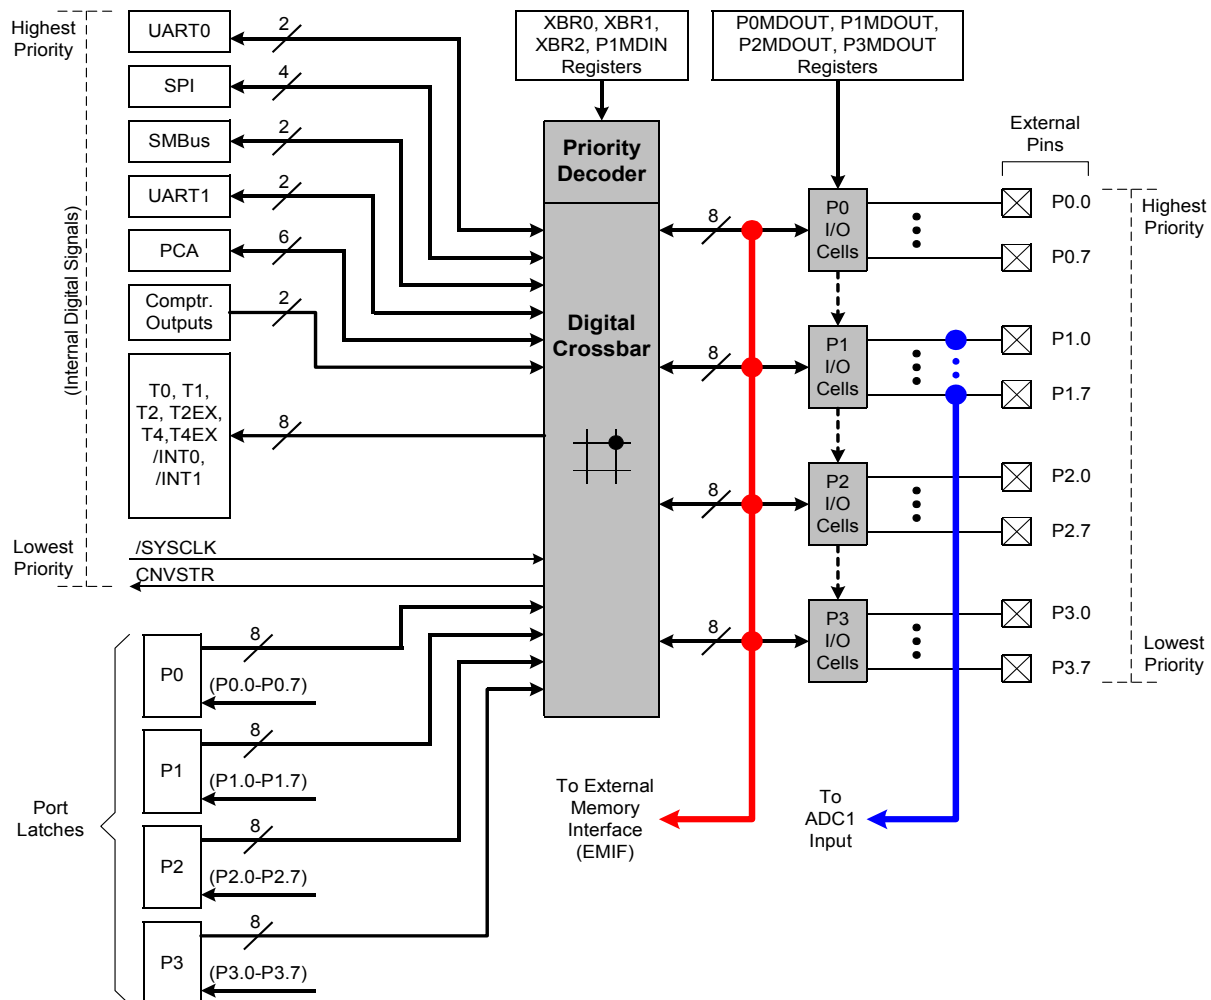 Highest
Priority
(Internal Digital Signals)
Lowest
Priority
UART0
2
SPI
4
SMBus
2
UART1
2
PCA
6
Comptr.
Outputs
2
T0, T1,
T2, T2EX,
T4,T4EX
/INT0,
/INT1
8
/SYSCLK
CNVSTR
XBR0, XBR1,
XBR2, P1MDIN
Registers
P0MDOUT, P1MDOUT,
P2MDOUT, P3MDOUT
Registers
Priority
Decoder
Digital
Crossbar
8
8
8
8
P0
I/O
Cells
P1
I/O
Cells
P2
I/O
Cells
P3
I/O
Cells
External
Pins
P0.0
P0.7
P1.0
P1.7
P2.0
P2.7
P3.0
P3.7
Highest
Priority
Lowest
Priority
Port
Latches
P0
8
(P0.0-P0.7)
P1
8
(P1.0-P1.7)
P2
8
(P2.0-P2.7)
P3
8
(P3.0-P3.7)
To External
Memory
Interface
(EMIF)
To
ADC1
Input